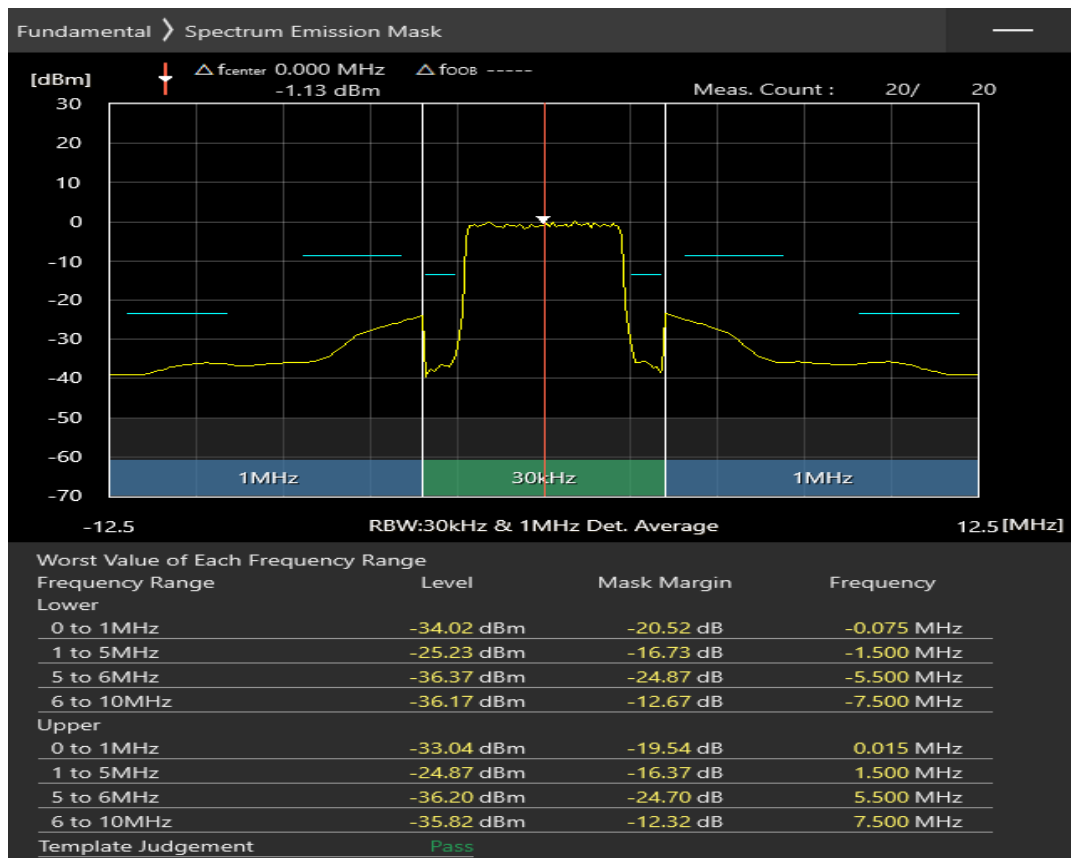 Fundamental ❯ Spectrum Emission Mask
[dBm] △ fcenter 0.000 MHz △ fOOB -----
-1.13 dBm Meas. Count : 20/ 20
30
20
10
0
-10
-20
-30
-40
-50
-60
1MHz 30kHz 1MHz
-70
-12.5 RBW:30kHz & 1MHz Det. Average 12.5 [MHz]
Worst Value of Each Frequency Range
Frequency Range Level Mask Margin Frequency
Lower
0 to 1MHz -34.02 dBm -20.52 dB -0.075 MHz
1 to 5MHz -25.23 dBm -16.73 dB -1.500 MHz
5 to 6MHz -36.37 dBm -24.87 dB -5.500 MHz
6 to 10MHz -36.17 dBm -12.67 dB -7.500 MHz
Upper
0 to 1MHz -33.04 dBm -19.54 dB 0.015 MHz
1 to 5MHz -24.87 dBm -16.37 dB 1.500 MHz
5 to 6MHz -36.20 dBm -24.70 dB 5.500 MHz
6 to 10MHz -35.82 dBm -12.32 dB 7.500 MHz
Template Judgement Pass